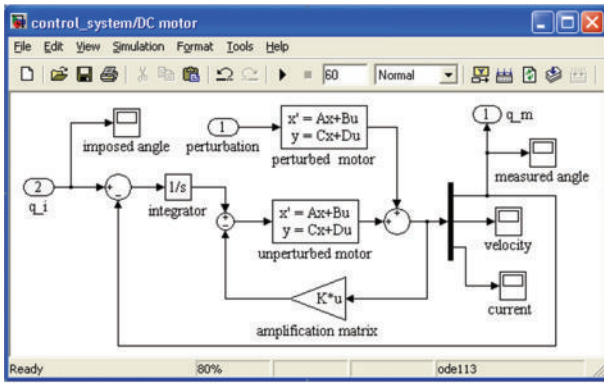 control_system/DC motor
File Edit View Simulation Format Tools Help
60 Normal
imposed angle
1
perturbation
x' = Ax+Bu
y = Cx+Du
perturbed motor
1 q_m
measured angle
2
q_i
1/s
integrator
x' = Ax+Bu
y = Cx+Du
unperturbed motor
velocity
K*u
amplification matrix
current
Ready 80% ode113